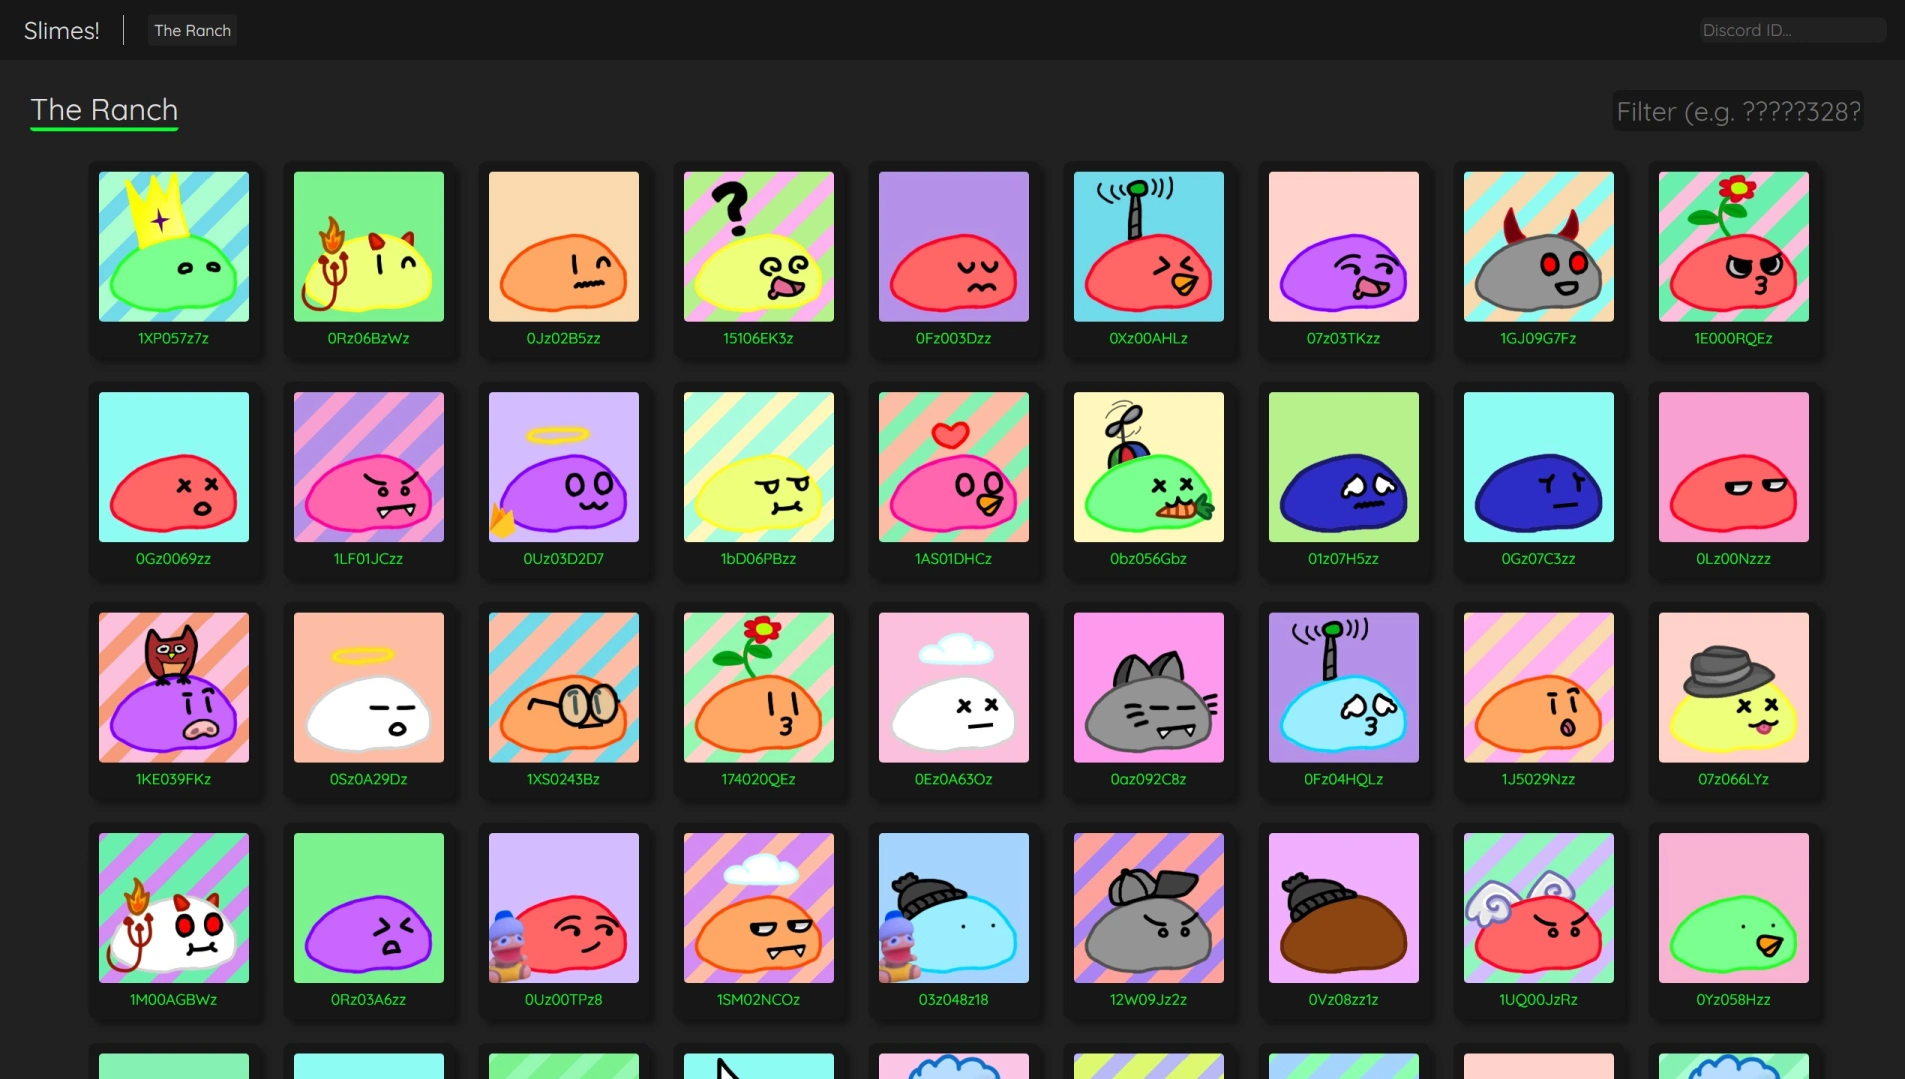 Slimes!
The Ranch
Discord ID...
The Ranch
Filter (e.g. ?????328?
?
1XP057z7z
0Rz06BzWz
0Jz02B5zz
15106EK3z
0Fz003Dzz
0Xz00AHLz
07z03TKzz
1GJ09G7Fz
1E000RQEz
0Gz0069zz
1LF01JCzz
0Uz03D2D7
1bD06PBzz
1AS01DHCz
0bz056Gbz
01z07H5zz
0Gz07C3zz
0Lz00Nzzz
1KE039FKz
0Sz0A29Dz
1XS0243Bz
174020QEz
0Ez0A63Oz
0az092C8z
0Fz04HQLz
1J5029Nzz
07z066LYz
1M00AGBWz
0Rz03A6zz
0Uz00TPz8
1SM02NCOz
03z048z18
12W09Jz2z
0Vz08zz1z
1UQ00JzRz
0Yz058Hzz